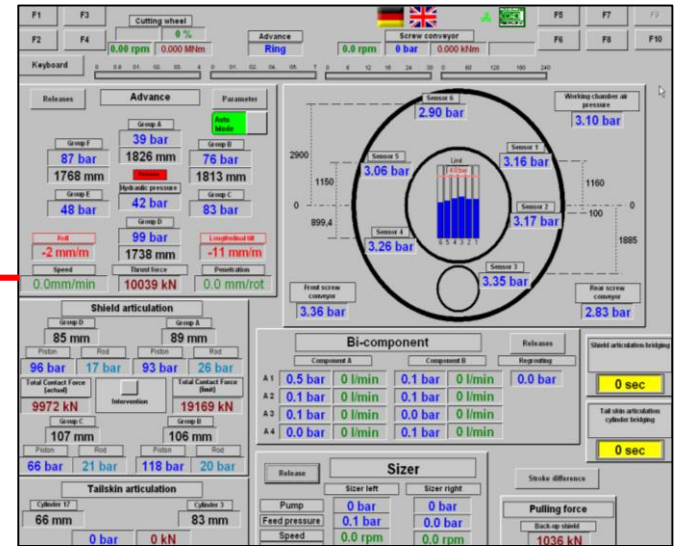 F1 F3 Cutting wheel F5 F7 F9
0 %
F2 F4 0.00 rpm 0.000 MNm Advance Ring Screw conveyor 0.0 rpm 0 bar 0.000 kNm F6 F8 F10
Keyboard
Releases Advance Parameter
Auto Mode
Group A
39 bar
1826 mm
Group F
87 bar
1768 mm
Group B
76 bar
1813 mm
Hydraulic pressure
42 bar
Group E
48 bar
Group C
83 bar
Group D
99 bar
1738 mm
Roll
-2 mm/m
Longitudinal tilt
-11 mm/m
Speed Thrust force Penetration
0.0mm/min 10039 kN 0.0 mm/rot
Sensor 6
2.90 bar
Working chamber air pressure
3.10 bar
Sensor 5
3.06 bar
Limit
Sensor 1
3.16 bar
2900
1150
0
899,4
1160
100
0
1885
Sensor 2
3.17 bar
Sensor 4
3.26 bar
6 5 4 3 2 1
Sensor 3
3.35 bar
Front screw conveyor
3.36 bar
Rear screw conveyor
2.83 bar
Shield articulation
Group D Group A
85 mm 89 mm
Piston Rod Piston Rod
96 bar 17 bar 93 bar 26 bar
Total Contact Force (actual)
9972 kN
Intervention
Total Contact Force (limit)
19169 kN
Group C Group B
107 mm 106 mm
Piston Rod Piston Rod
66 bar 21 bar 118 bar 20 bar
Tailskin articulation
Cylinder 17 Cylinder 3
66 mm 83 mm
0 bar 0 kN
Bi-component Releases
Component A Component B Regrouting
A 1 0.5 bar 0 l/min 0.1 bar 0 l/min 0.0 bar
A 2 0.1 bar 0 l/min 0.1 bar 0 l/min
A 3 0.1 bar 0 l/min 0.0 bar 0 l/min
A 4 0.0 bar 0 l/min 0.1 bar 0 l/min
Shield articulation bridging
0 sec
Tail skin articulation cylinder bridging
0 sec
Release Sizer
Sizer left Sizer right
Pump 0 bar 0 bar
Feed pressure 0.1 bar 0.0 bar
Speed 0.0 rpm 0.0 rpm
Stroke difference
Pulling force
Back-up shield
1036 kN